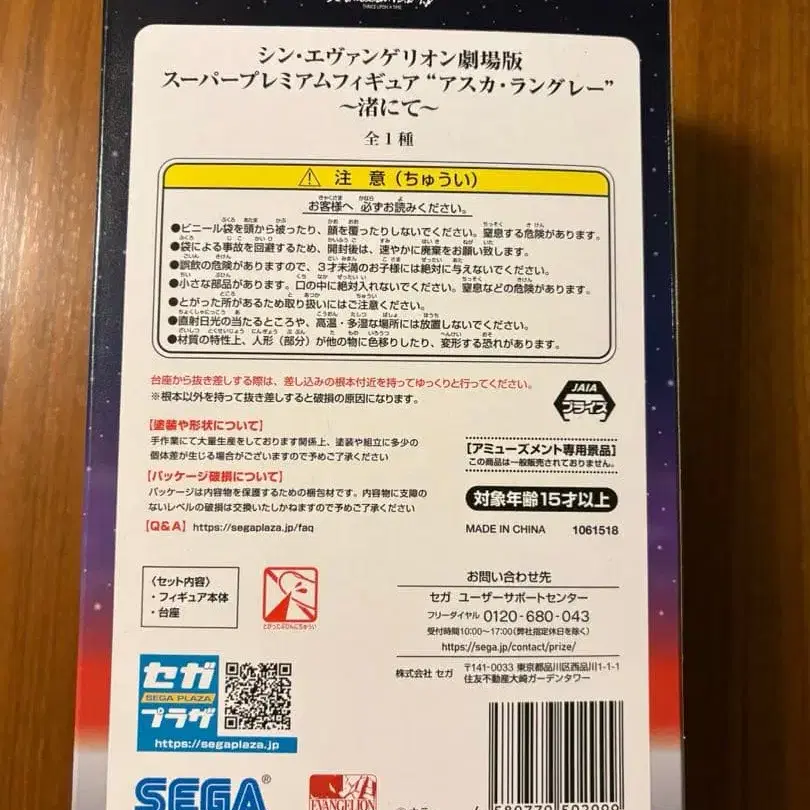 シン・エヴァンゲリオン劇場版
スーパープレミアムフィギュア“アスカ・ラングレー”
～渚にて～
全1種
⚠ 注意(ちゅうい)
お客様へ 必ずお読みください。
●ビニール袋を頭から被ったり、顔を覆ったりしないでください。窒息する危険があります。
●袋による事故を回避するため、開封後は、速やかに廃棄をお願い致します。
●誤飲の危険がありますので、3才未満のお子様には絶対に与えないでください。
●小さな部品があります。口の中に絶対入れないでください。窒息などの危険があります。
●とがった所があるため取り扱いにはご注意ください。
●直射日光の当たるところや、高温・多湿な場所には放置しないでください。
●材質の特性上、人形(部分)が他の物に色移りしたり、変形する恐れがあります。
台座から抜き差しする際は、差し込みの根本付近を持ってゆっくりと行ってください。
※根本以外を持って抜き差しすると破損の原因になります。
JAIA
プライズ
【塗装や形状について】
手作業にて大量生産をしております関係上、塗装や組立に多少の
個体差が生じる場合がございますので予めご了承ください
【パッケージ破損について】
パッケージは内容物を保護するための梱包材です。内容物に支障の
ないレベルの破損は交換いたしかねますので予めご了承ください
【Q&A】https://segaplaza.jp/faq
[アミューズメント専用景品]
この商品は一般販売されておりません。
対象年齢15才以上
MADE IN CHINA 1061518
〈セット内容〉
・フィギュア本体
・台座
とがったぶひんにちゅうい
お問い合わせ先
セガ ユーザーサポートセンター
フリーダイヤル 0120-680-043
受付時間10:00～17:00(弊社指定休日を除く)
https://sega.jp/contact/prize/
株式会社 セガ 〒141-0033 東京都品川区西品川1-1-1
住友不動産大崎ガーデンタワー
セガ
SEGA PLAZA
プラザ
https://segaplaza.jp
SEGA®
EVANGELION